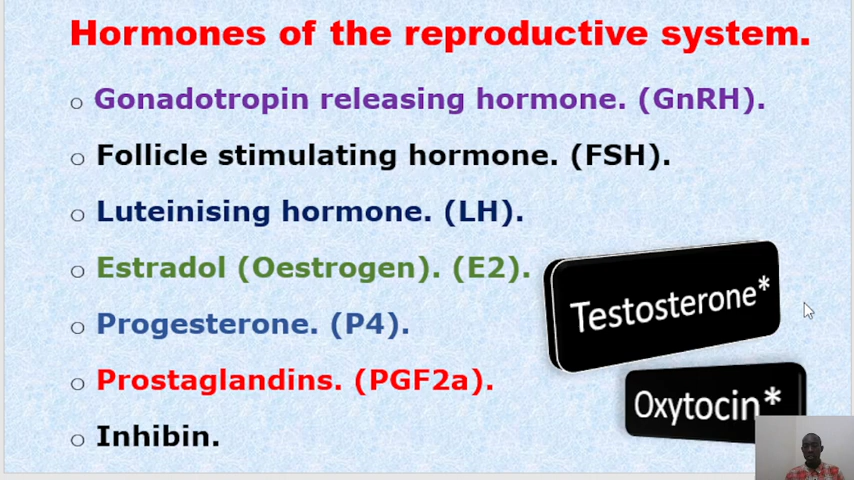 Hormones of the reproductive system.
o Gonadotropin releasing hormone. (GnRH).
o Follicle stimulating hormone. (FSH).
o Luteinising hormone. (LH).
o Estradol (Oestrogen). (E2).
o Progesterone. (P4).
o Prostaglandins. (PGF2a).
o Inhibin.
Testosterone*
Oxytocin*